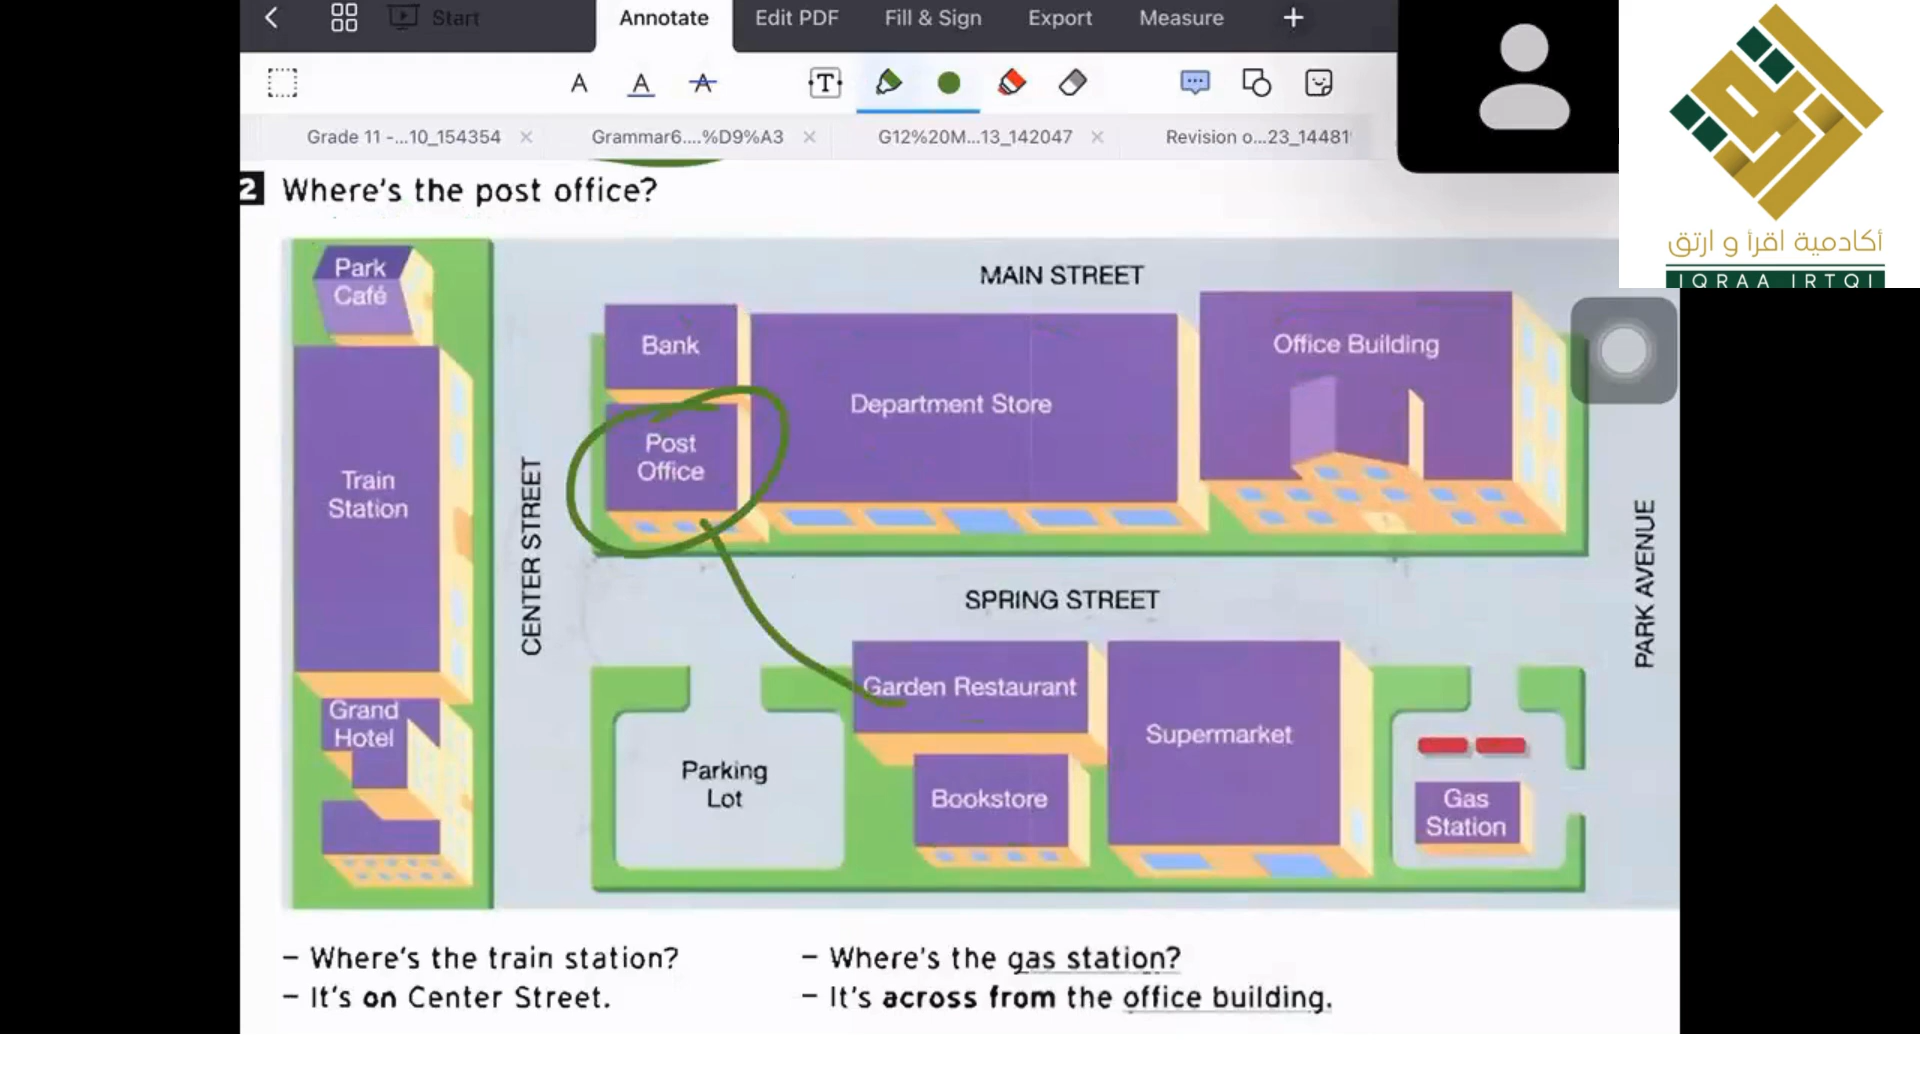 Start
Annotate
Edit PDF
Fill & Sign
Export
Measure
+
A A A T
Grade 11 -...10_154354 ×
Grammar6....%D9%A3 ×
G12%20M...13_142047 ×
Revision o...23_14481
أكادمية اقرأ و ارتق
IQRAA IRTQI
2 Where's the post office?
Park
Café
MAIN STREET
Bank
Office Building
Department Store
Post
Office
Train
Station
CENTER STREET
PARK AVENUE
SPRING STREET
Garden Restaurant
Grand
Hotel
Supermarket
Parking
Lot
Bookstore
Gas
Station
– Where's the train station?
– It's on Center Street.
– Where's the gas station?
– It's across from the office building.